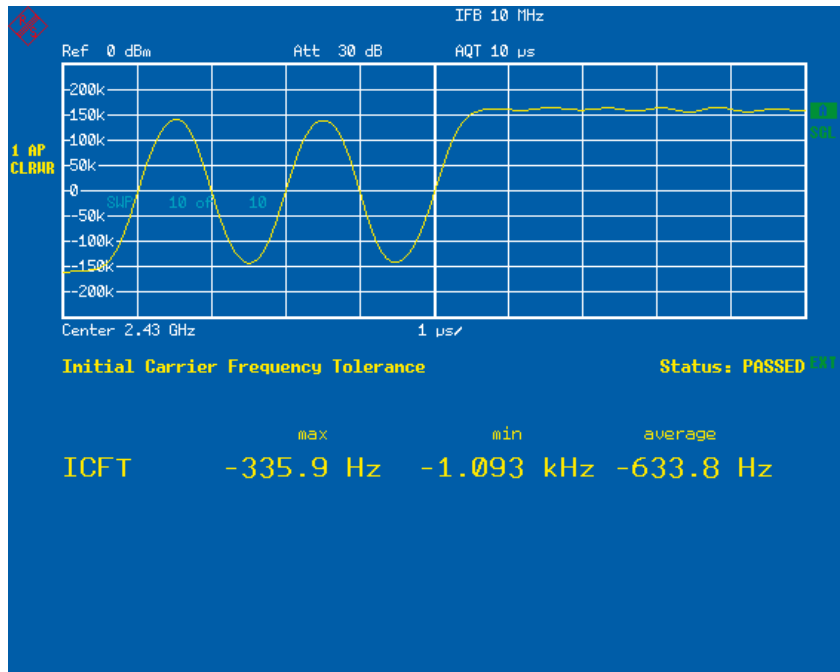 IFB 10 MHz
Ref 0 dBm Att 30 dB AQT 10 µs
200k
150k
A
SGL
100k
1 AP
CLRWR
50k
0
SWP 10 of 10
-50k
-100k
-150k
-200k
Center 2.43 GHz 1 µs/
Initial Carrier Frequency Tolerance Status: PASSED EXT
max min average
ICFT -335.9 Hz -1.093 kHz -633.8 Hz